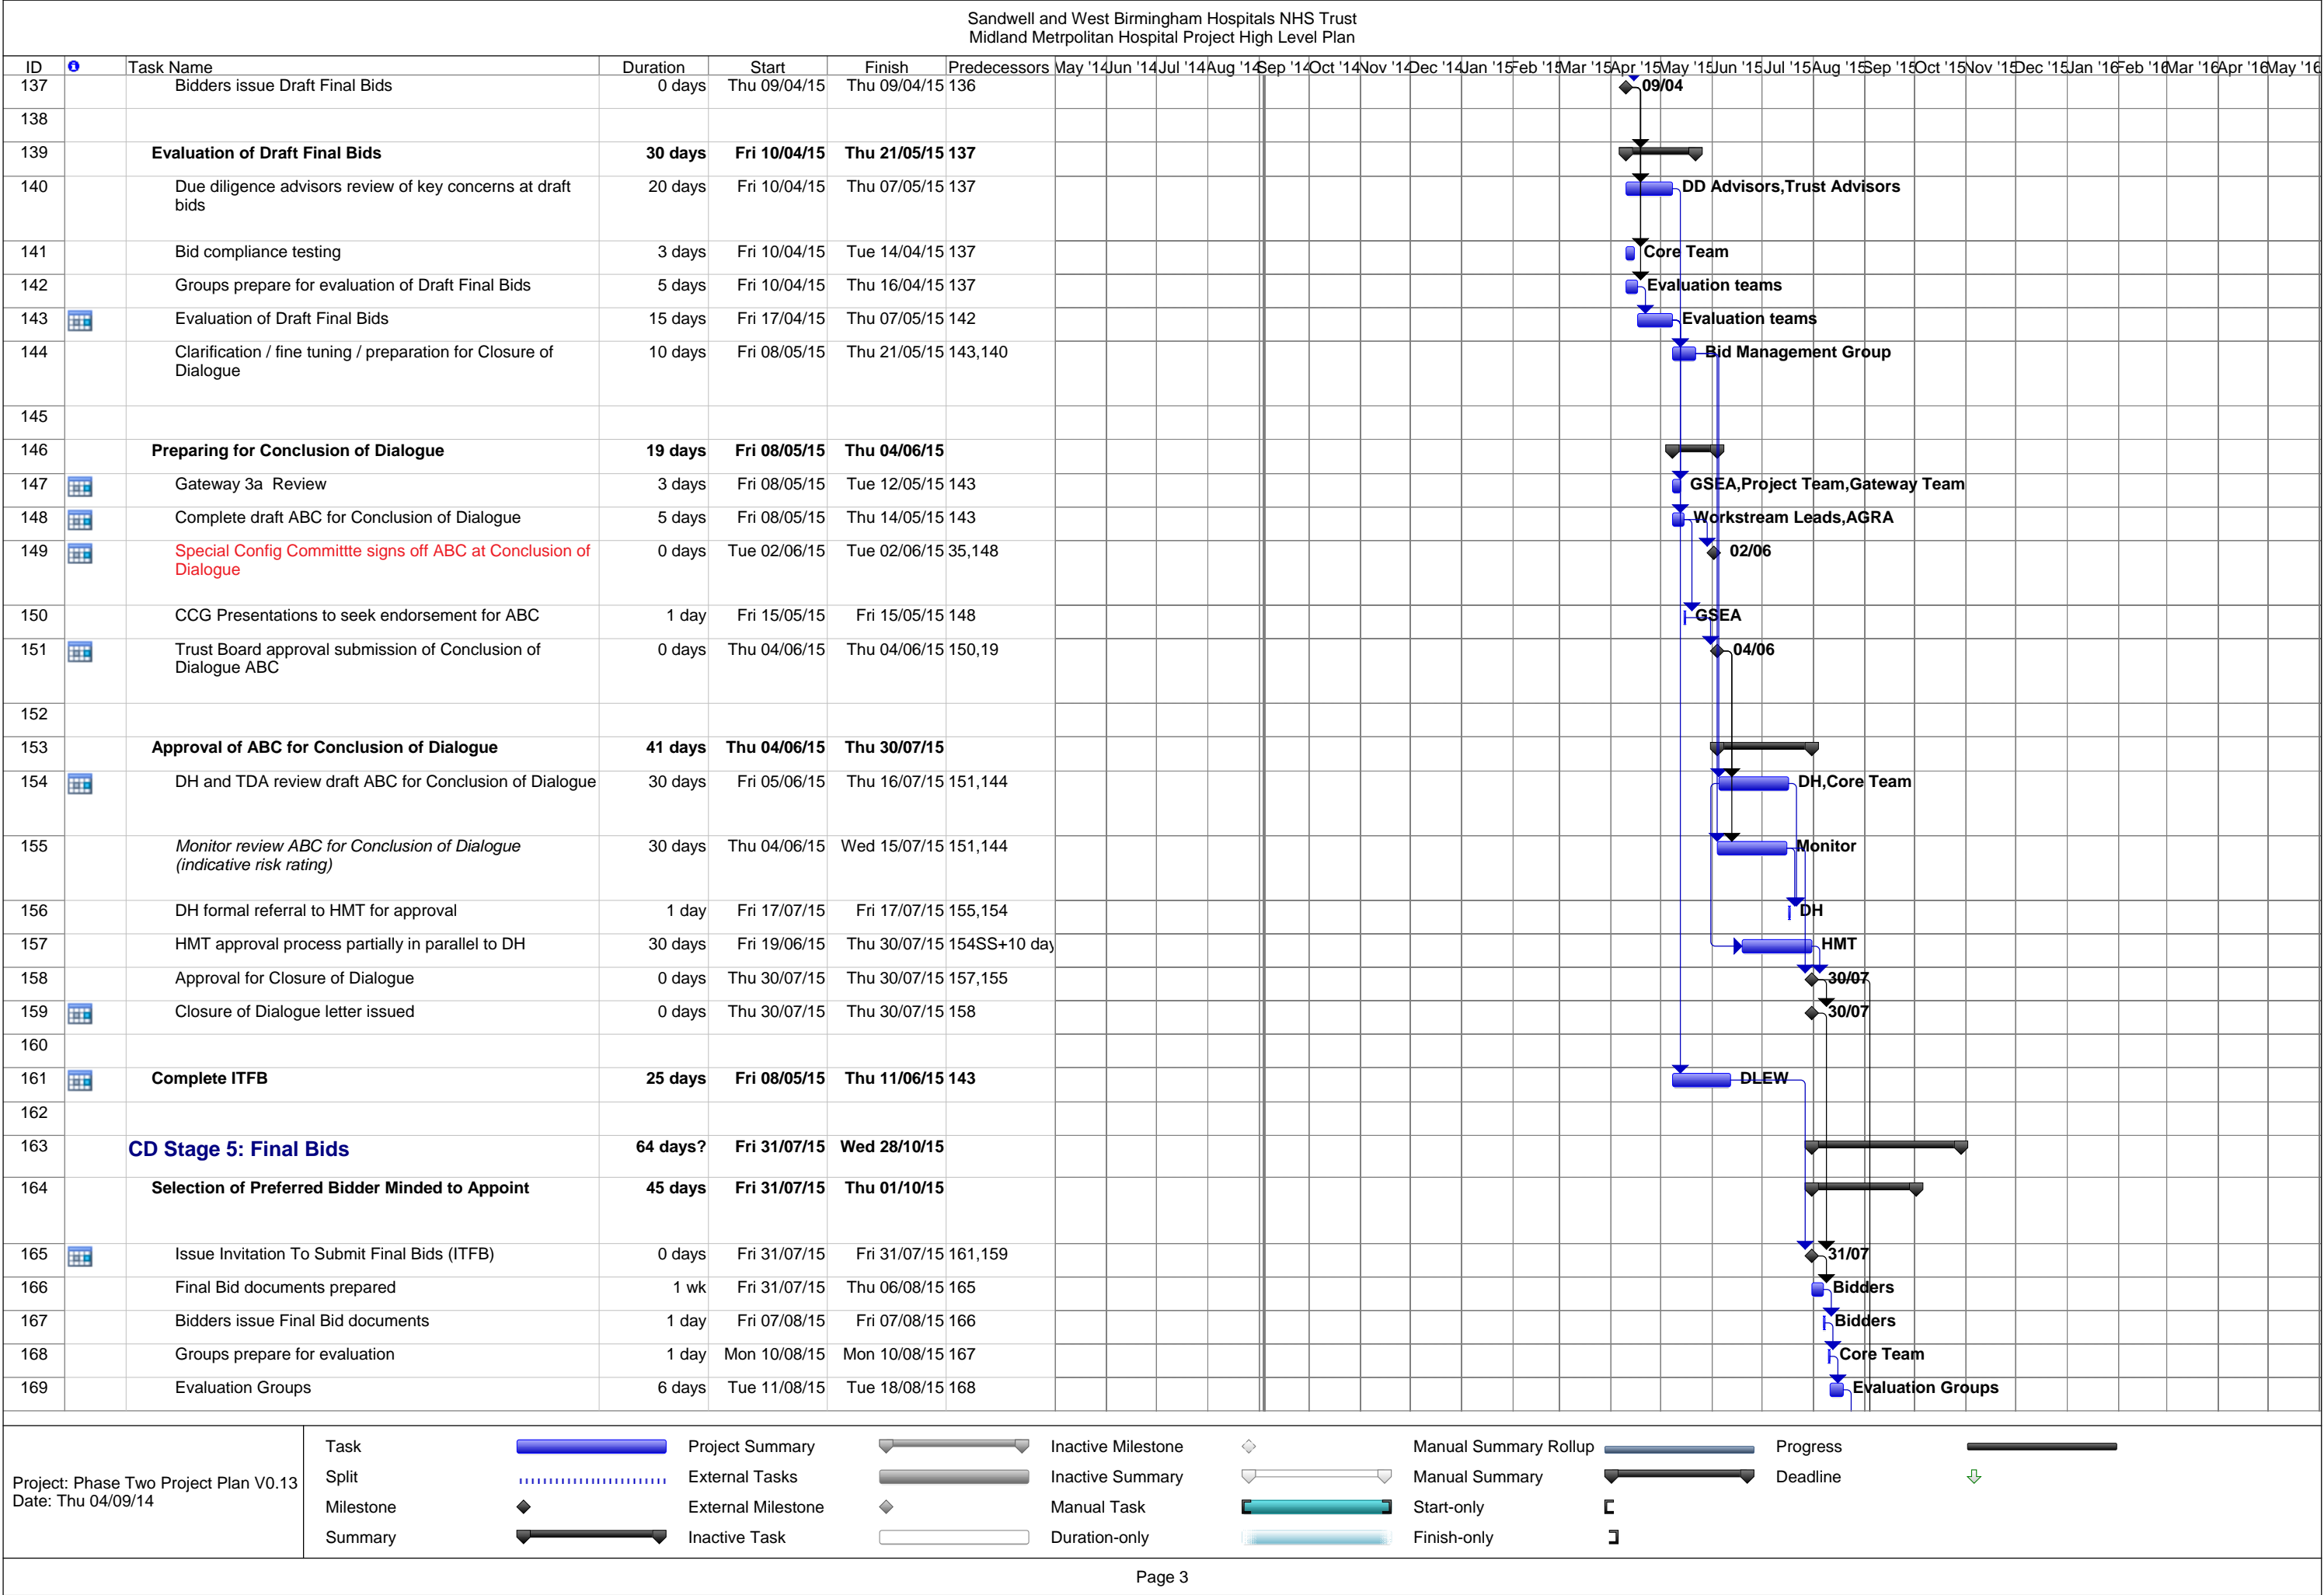 Sandwell and West Birmingham Hospitals NHS Trust
Midland Metrpolitan Hospital Project High Level Plan
ID Task Name Duration Start Finish Predecessors May '14 Jun '14 Jul '14 Aug '14 Sep '14 Oct '14 Nov '14 Dec '14 Jan '15 Feb '15 Mar '15 Apr '15 May '15 Jun '15 Jul '15 Aug '15 Sep '15 Oct '15 Nov '15 Dec '15 Jan '16 Feb '16 Mar '16 Apr '16 May '16
137 Bidders issue Draft Final Bids 0 days Thu 09/04/15 Thu 09/04/15 136 09/04
138
139 Evaluation of Draft Final Bids 30 days Fri 10/04/15 Thu 21/05/15 137
140 Due diligence advisors review of key concerns at draft 20 days Fri 10/04/15 Thu 07/05/15 137 DD Advisors,Trust Advisors
bids
141 Bid compliance testing 3 days Fri 10/04/15 Tue 14/04/15 137 Core Team
142 Groups prepare for evaluation of Draft Final Bids 5 days Fri 10/04/15 Thu 16/04/15 137 Evaluation teams
143 Evaluation of Draft Final Bids 15 days Fri 17/04/15 Thu 07/05/15 142 Evaluation teams
144 Clarification / fine tuning / preparation for Closure of 10 days Fri 08/05/15 Thu 21/05/15 143,140 Bid Management Group
Dialogue
145
146 Preparing for Conclusion of Dialogue 19 days Fri 08/05/15 Thu 04/06/15
147 Gateway 3a Review 3 days Fri 08/05/15 Tue 12/05/15 143 GSEA,Project Team,Gateway Team
148 Complete draft ABC for Conclusion of Dialogue 5 days Fri 08/05/15 Thu 14/05/15 143 Workstream Leads,AGRA
149 Special Config Committte signs off ABC at Conclusion of 0 days Tue 02/06/15 Tue 02/06/15 35,148 02/06
Dialogue
150 CCG Presentations to seek endorsement for ABC 1 day Fri 15/05/15 Fri 15/05/15 148 GSEA
151 Trust Board approval submission of Conclusion of 0 days Thu 04/06/15 Thu 04/06/15 150,19 04/06
Dialogue ABC
152
153 Approval of ABC for Conclusion of Dialogue 41 days Thu 04/06/15 Thu 30/07/15
154 DH and TDA review draft ABC for Conclusion of Dialogue 30 days Fri 05/06/15 Thu 16/07/15 151,144 DH,Core Team
155 Monitor review ABC for Conclusion of Dialogue 30 days Thu 04/06/15 Wed 15/07/15 151,144 Monitor
(indicative risk rating)
156 DH formal referral to HMT for approval 1 day Fri 17/07/15 Fri 17/07/15 155,154 DH
157 HMT approval process partially in parallel to DH 30 days Fri 19/06/15 Thu 30/07/15 154SS+10 day HMT
158 Approval for Closure of Dialogue 0 days Thu 30/07/15 Thu 30/07/15 157,155 30/07
159 Closure of Dialogue letter issued 0 days Thu 30/07/15 Thu 30/07/15 158 30/07
160
161 Complete ITFB 25 days Fri 08/05/15 Thu 11/06/15 143 DLEW
162
163 CD Stage 5: Final Bids 64 days? Fri 31/07/15 Wed 28/10/15
164 Selection of Preferred Bidder Minded to Appoint 45 days Fri 31/07/15 Thu 01/10/15
165 Issue Invitation To Submit Final Bids (ITFB) 0 days Fri 31/07/15 Fri 31/07/15 161,159 31/07
166 Final Bid documents prepared 1 wk Fri 31/07/15 Thu 06/08/15 165 Bidders
167 Bidders issue Final Bid documents 1 day Fri 07/08/15 Fri 07/08/15 166 Bidders
168 Groups prepare for evaluation 1 day Mon 10/08/15 Mon 10/08/15 167 Core Team
169 Evaluation Groups 6 days Tue 11/08/15 Tue 18/08/15 168 Evaluation Groups
Project: Phase Two Project Plan V0.13
Date: Thu 04/09/14
Task Project Summary Inactive Milestone Manual Summary Rollup Progress
Split External Tasks Inactive Summary Manual Summary Deadline
Milestone External Milestone Manual Task Start-only
Summary Inactive Task Duration-only Finish-only
Page 3